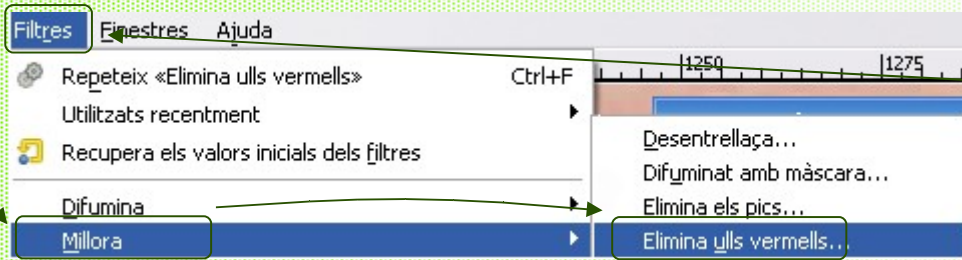 Filtres Finestres Ajuda
Repeteix «Elimina ulls vermells» Ctrl+F
Utilitzats recentment
Recupera els valors inicials dels filtres
Difumina
Millora
1250 1275
Desentrellaça...
Difuminat amb màscara...
Elimina els pics...
Elimina ulls vermells...